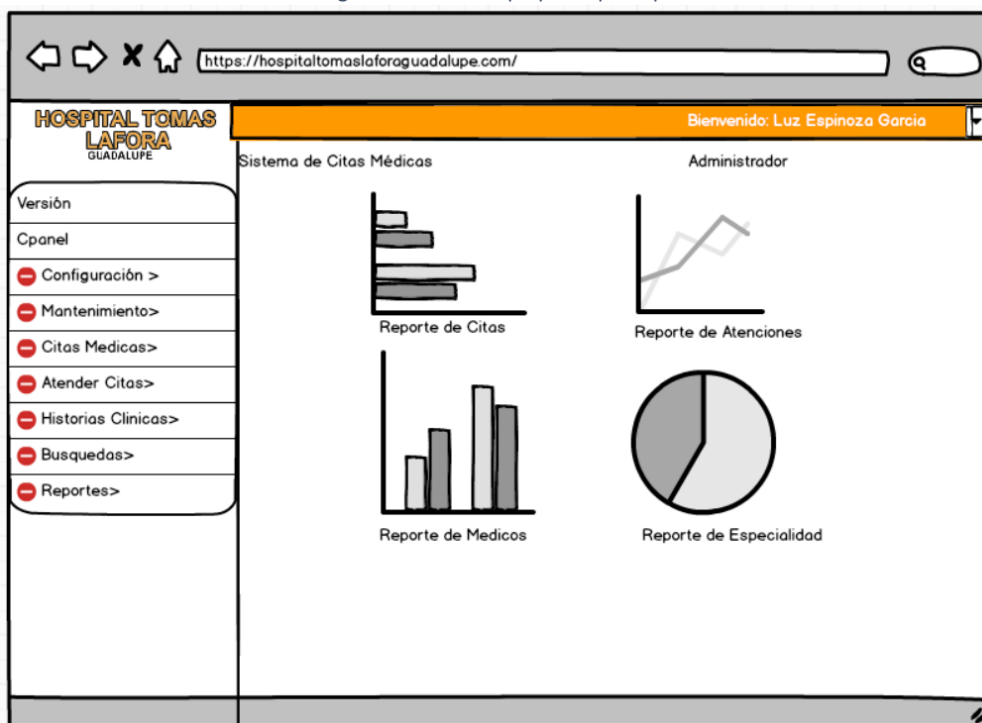 https://hospitaltomaslaforaguadalupe.com/
HOSPITAL TOMAS
LAFORA
GUADALUPE
Bienvenido: Luz Espinoza Garcia
Sistema de Citas Médicas
Administrador
Versión
Cpanel
Configuración >
Mantenimiento>
Citas Medicas>
Atender Citas>
Historias Clinicas>
Busquedas>
Reportes>
Reporte de Citas
Reporte de Atenciones
Reporte de Medicos
Reporte de Especialidad